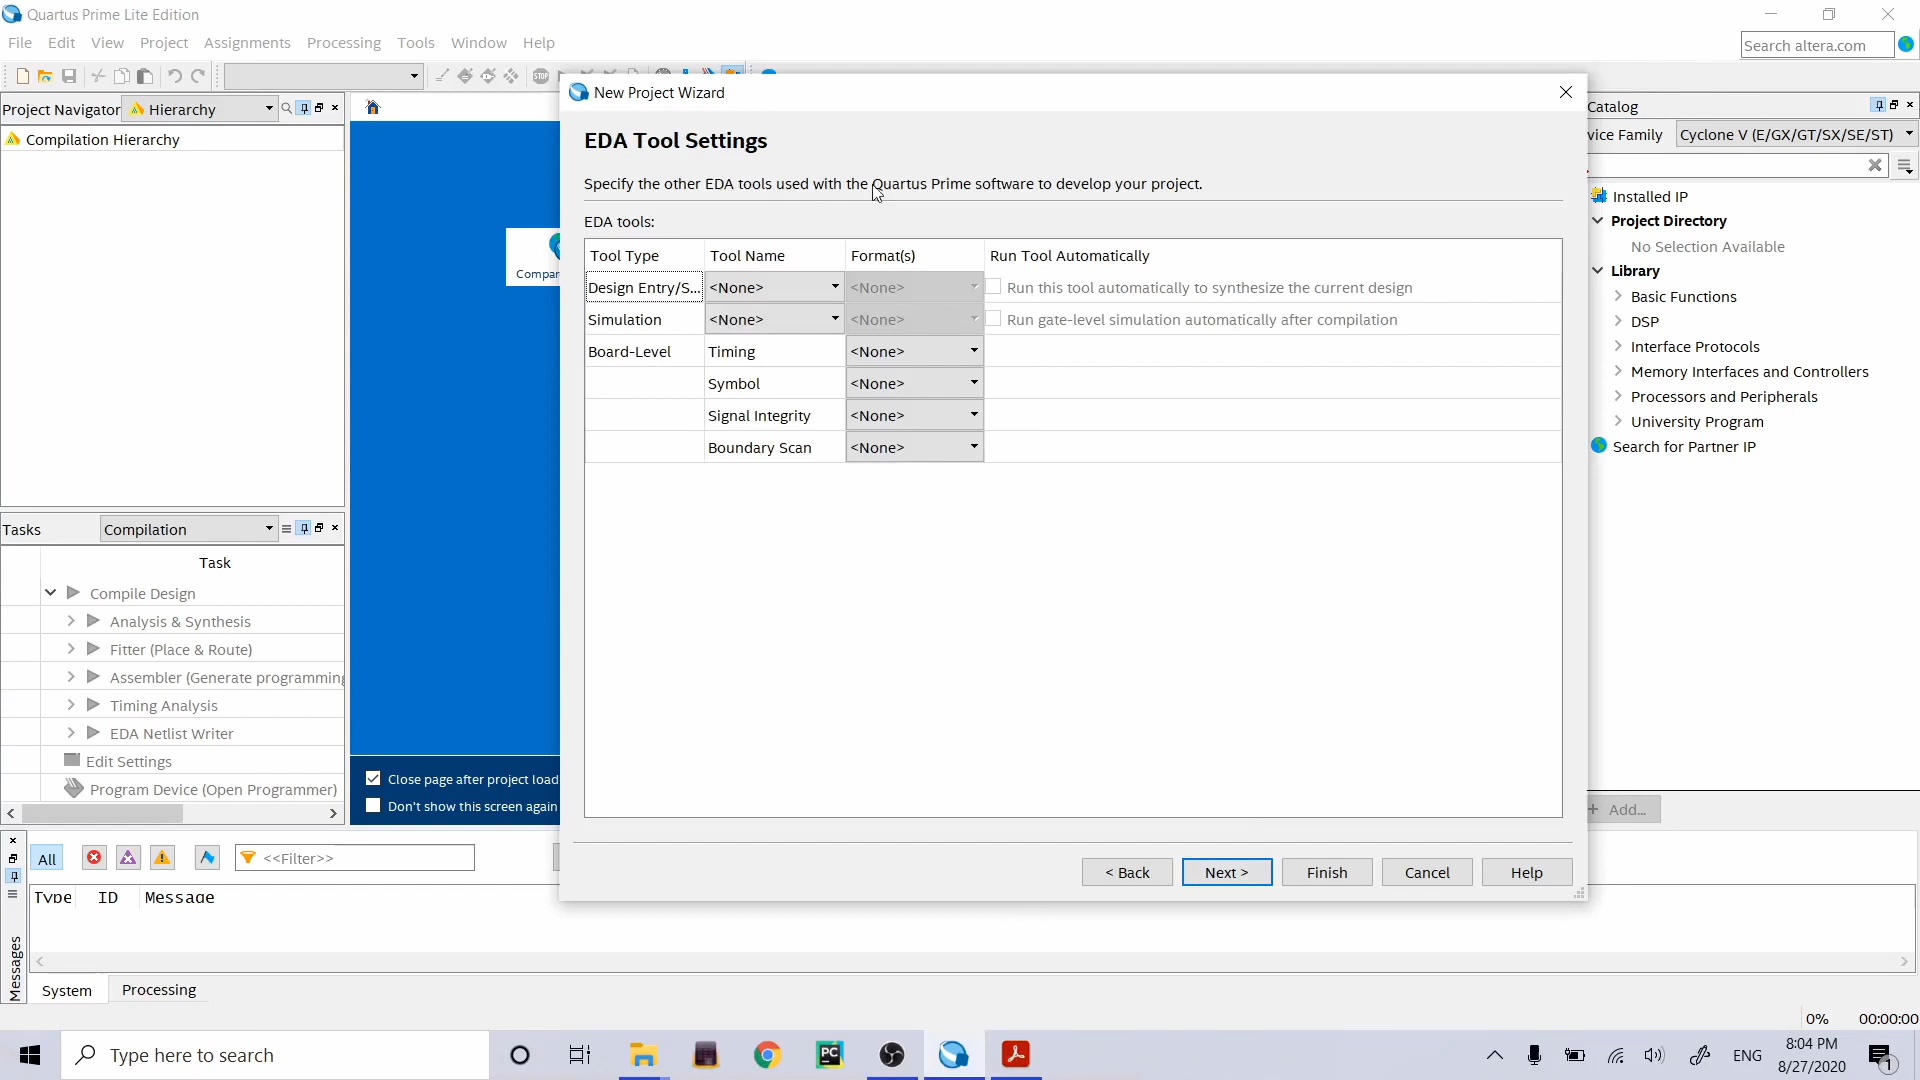 Quartus Prime Lite Edition
File Edit View Project Assignments Processing Tools Window Help
Search altera.com
STOP
Project Navigator Hierarchy
Compilation Hierarchy
Tasks Compilation
Task
Compile Design
Analysis & Synthesis
Fitter (Place & Route)
Assembler (Generate programming
Timing Analysis
EDA Netlist Writer
Edit Settings
Program Device (Open Programmer)
Compar
Close page after project load
Don't show this screen again
New Project Wizard
EDA Tool Settings
Specify the other EDA tools used with the Quartus Prime software to develop your project.
EDA tools:
Tool Type Tool Name Format(s) Run Tool Automatically
Design Entry/S... <None> <None> Run this tool automatically to synthesize the current design
Simulation <None> <None> Run gate-level simulation automatically after compilation
Board-Level Timing <None>
Symbol <None>
Signal Integrity <None>
Boundary Scan <None>
< Back Next > Finish Cancel Help
Catalog
vice Family Cyclone V (E/GX/GT/SX/SE/ST)
Installed IP
Project Directory
No Selection Available
Library
Basic Functions
DSP
Interface Protocols
Memory Interfaces and Controllers
Processors and Peripherals
University Program
Search for Partner IP
+ Add...
All <<Filter>>
Type ID Message
Messages
System Processing
0% 00:00:00
Type here to search
PC
ENG
8:04 PM
8/27/2020
1